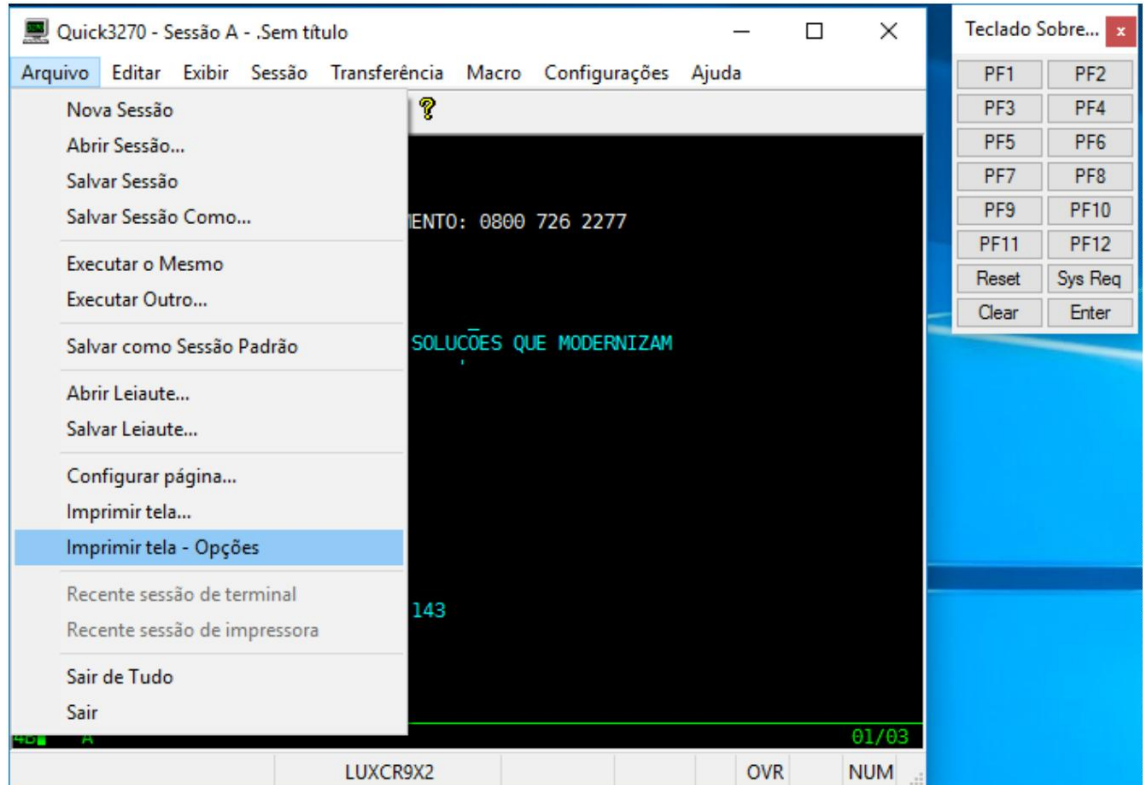 Quick3270 - Sessão A - .Sem título
Arquivo Editar Exibir Sessão Transferência Macro Configurações Ajuda
Nova Sessão
Abrir Sessão...
Salvar Sessão
Salvar Sessão Como...
Executar o Mesmo
Executar Outro...
Salvar como Sessão Padrão
Abrir Leiaute...
Salvar Leiaute...
Configurar página...
Imprimir tela...
Imprimir tela - Opções
Recente sessão de terminal
Recente sessão de impressora
Sair de Tudo
Sair
?
MENTO: 0800 726 2277
SOLUCOES QUE MODERNIZAM
143
A 01/03
LUXCR9X2 OVR NUM
Teclado Sobre... x
PF1 PF2
PF3 PF4
PF5 PF6
PF7 PF8
PF9 PF10
PF11 PF12
Reset Sys Req
Clear Enter